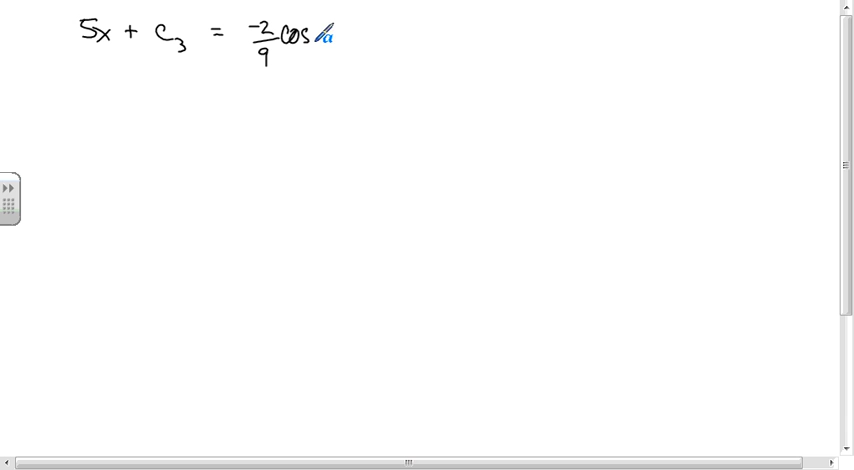 5x + C₃ = -2/9 cos